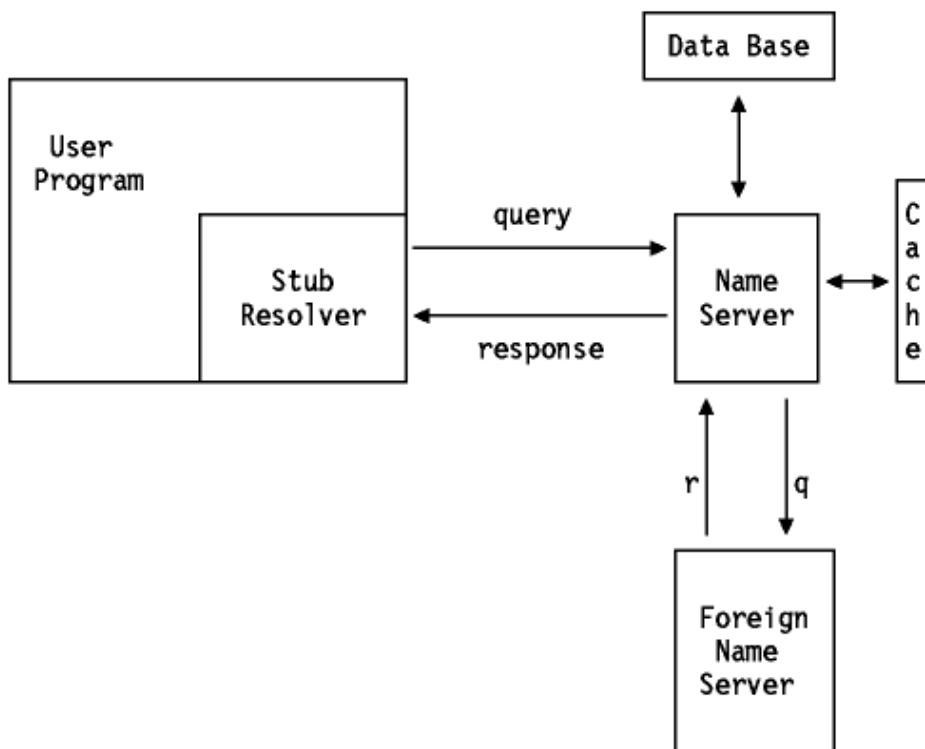 Data Base
User
Program
query
Stub
Resolver
response
Name
Server
C
a
c
h
e
r
q
Foreign
Name
Server